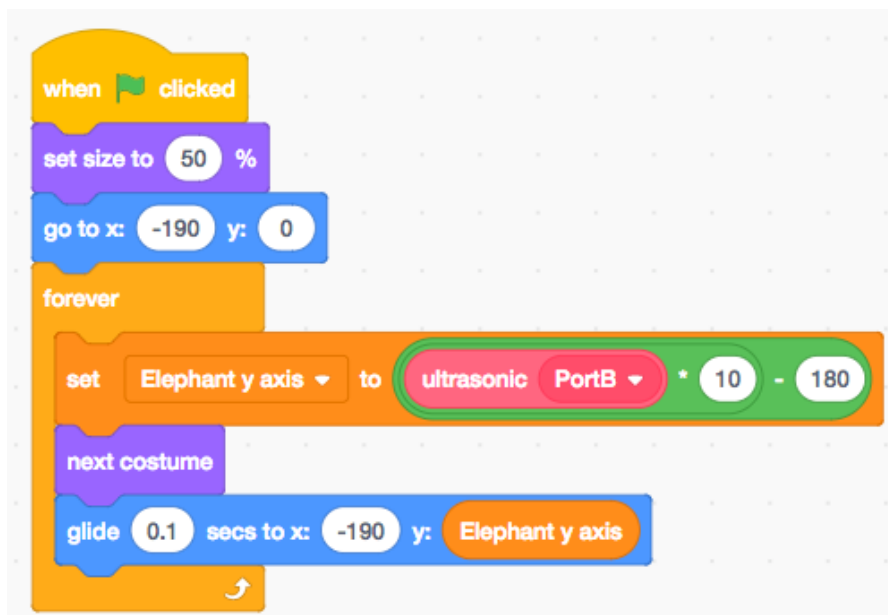 when clicked
set size to 50 %
go to x: -190 y: 0
forever
set Elephant y axis to ultrasonic PortB * 10 - 180
next costume
glide 0.1 secs to x: -190 y: Elephant y axis